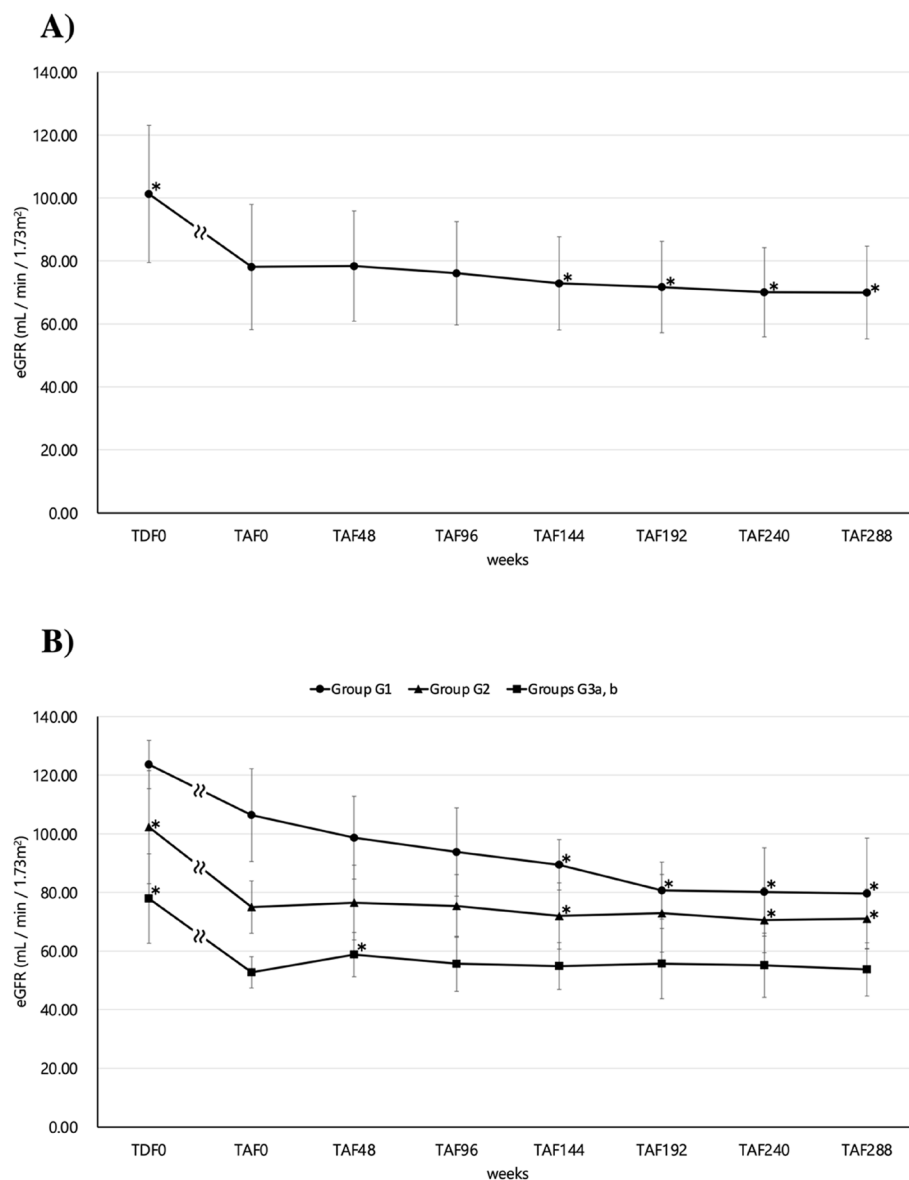 A)
140.00
120.00
100.00
80.00
60.00
40.00
20.00
0.00
eGFR (mL / min / 1.73m²)
* * * * *
TDF0 TAF0 TAF48 TAF96 TAF144 TAF192 TAF240 TAF288
weeks
B)
Group G1 Group G2 Groups G3a, b
140.00
120.00
100.00
80.00
60.00
40.00
20.00
0.00
eGFR (mL / min / 1.73m²)
* * * *
* * * *
* *
TDF0 TAF0 TAF48 TAF96 TAF144 TAF192 TAF240 TAF288
weeks